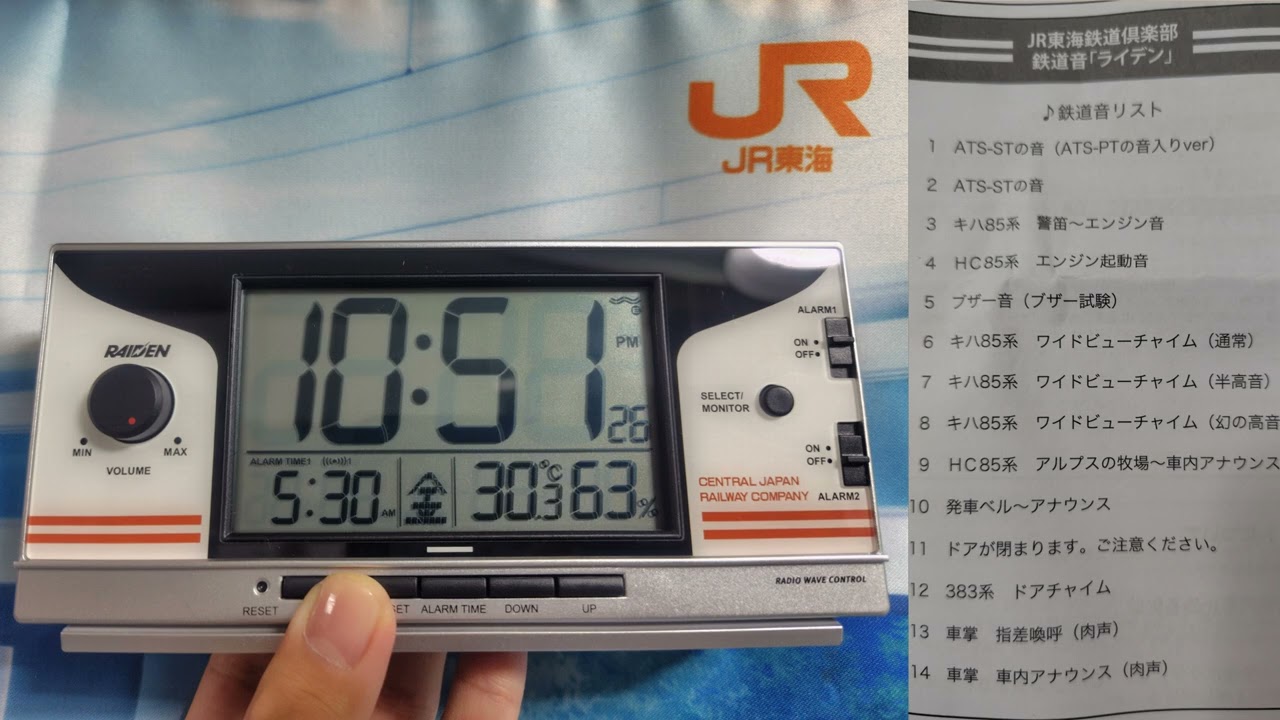 JR
JR東海
RAIDEN
MIN
MAX
VOLUME
10:51
PM
26
ALARM TIME1
5:30
AM
30.3
℃
63
%
ALARM1
ON
OFF
SELECT/
MONITOR
ON
OFF
CENTRAL JAPAN
RAILWAY COMPANY
ALARM2
RADIO WAVE CONTROL
RESET
ALARM TIME
DOWN
UP
JR東海鉄道倶楽部
鉄道音「ライデン」
♪鉄道音リスト
1 ATS-STの音（ATS-PTの音入りver）
2 ATS-STの音
3 キハ85系 警笛～エンジン音
4 HC85系 エンジン起動音
5 ブザー音（ブザー試験）
6 キハ85系 ワイドビューチャイム（通常）
7 キハ85系 ワイドビューチャイム（半高音）
8 キハ85系 ワイドビューチャイム（幻の高音
9 HC85系 アルプスの牧場～車内アナウンス
10 発車ベル～アナウンス
11 ドアが閉まります。ご注意ください。
12 383系 ドアチャイム
13 車掌 指差喚呼（肉声）
14 車掌 車内アナウンス（肉声）